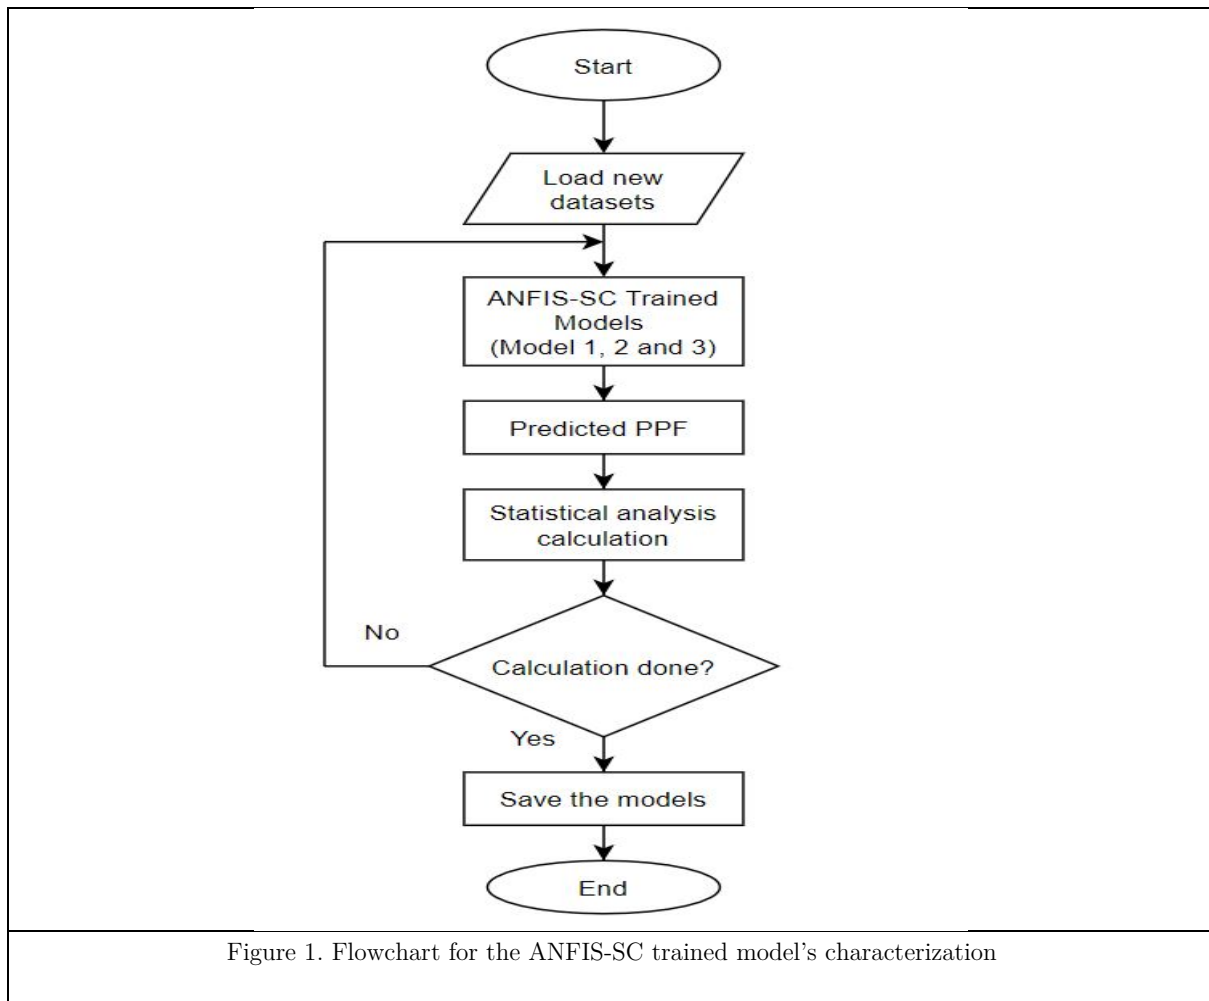 Start
Load new
datasets
ANFIS-SC Trained
Models
(Model 1, 2 and 3)
Predicted PPF
Statistical analysis
calculation
No
Calculation done?
Yes
Save the models
End
Figure 1. Flowchart for the ANFIS-SC trained model's characterization